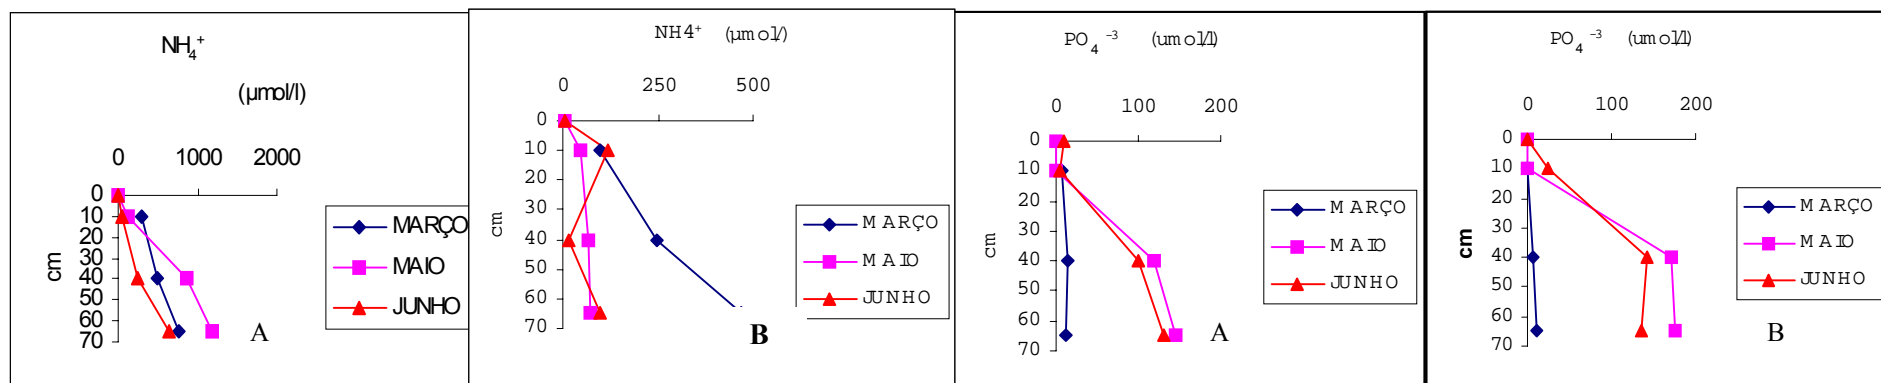 NH₄⁺
(µmol/l)
0 1000 2000
0
10
20
30
40
50
60
70
cm
MARÇO
MAIO
JUNHO
A
NH4⁺ (µmol/)
0 250 500
0
10
20
30
40
50
60
70
cm
MARÇO
MAIO
JUNHO
B
PO₄⁻³ (umol/l)
0 100 200
0
10
20
30
40
50
60
70
cm
MARÇO
MAIO
JUNHO
A
PO₄⁻³ (umol/l)
0 100 200
0
10
20
30
40
50
60
70
cm
MARÇO
MAIO
JUNHO
B